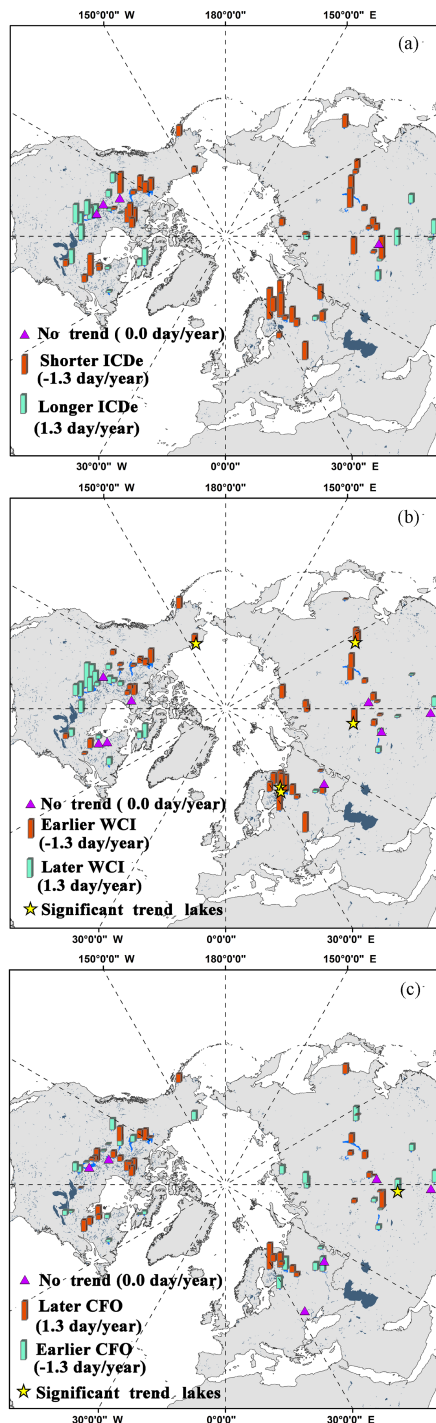 150°0'0" W 180°0'0" 150°0'0" E
(a)
No trend ( 0.0 day/year)
Shorter ICDe
(-1.3 day/year)
Longer ICDe
(1.3 day/year)
30°0'0" W 0°0'0" 30°0'0" E
150°0'0" W 180°0'0" 150°0'0" E
(b)
No trend ( 0.0 day/year)
Earlier WCI
(-1.3 day/year)
Later WCI
(1.3 day/year)
Significant trend lakes
30°0'0" W 0°0'0" 30°0'0" E
150°0'0" W 180°0'0" 150°0'0" E
(c)
No trend (0.0 day/year)
Later CFO
(1.3 day/year)
Earlier CFO
(-1.3 day/year)
Significant trend lakes
30°0'0" W 0°0'0" 30°0'0" E